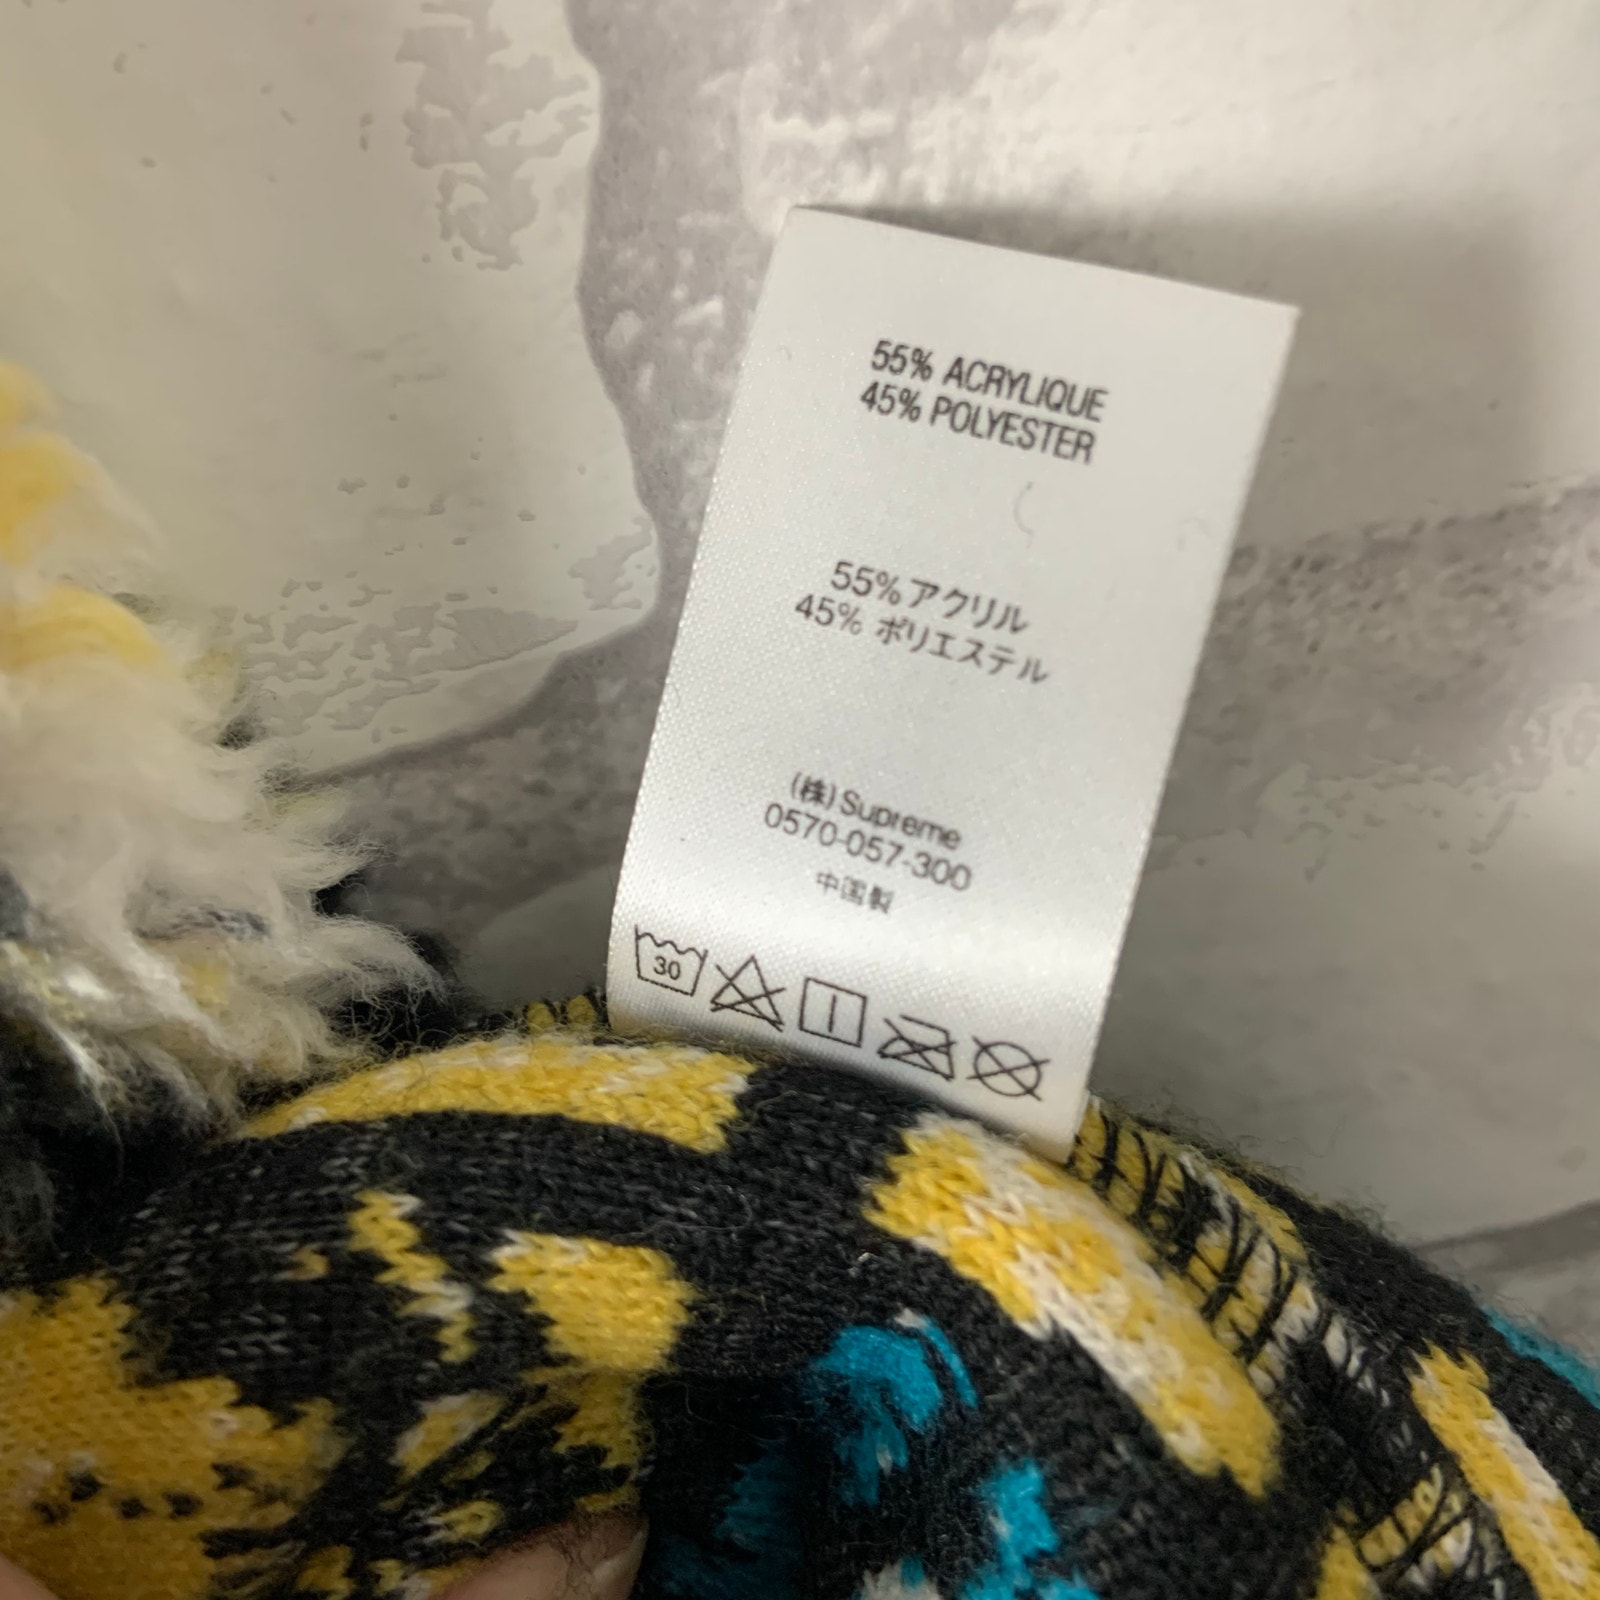 55% ACRYLIQUE
45% POLYESTER
55%アクリル
45% ポリエステル
(株)Supreme
0570-057-300
中国製
30